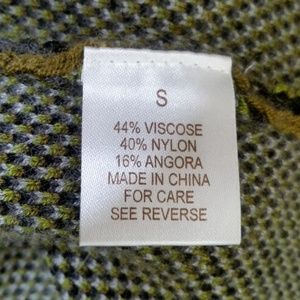 S
44% VISCOSE
40% NYLON
16% ANGORA
MADE IN CHINA
FOR CARE
SEE REVERSE